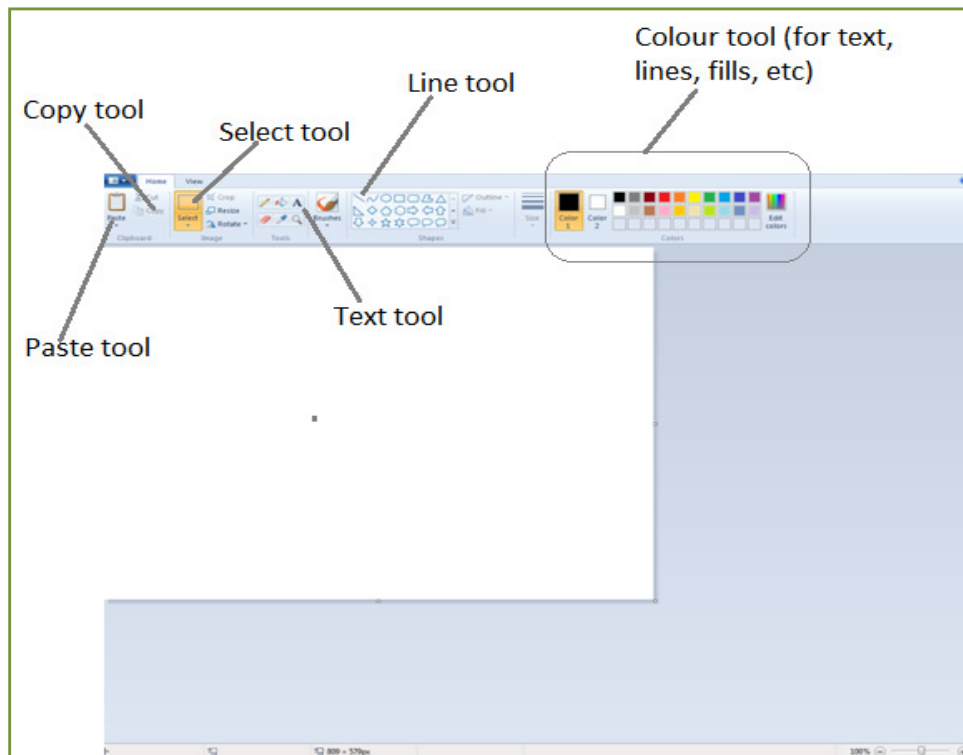 Colour tool (for text,
lines, fills, etc)
Line tool
Copy tool
Select tool
Home View
Cut
Copy
Paste
Clipboard
Select
Crop
Resize
Rotate
Image
Tools
Brushes
Shapes
Outline
Fill
Size
Color
1
Color
2
Edit
colors
Colors
Text tool
Paste tool
809 × 579px
100%